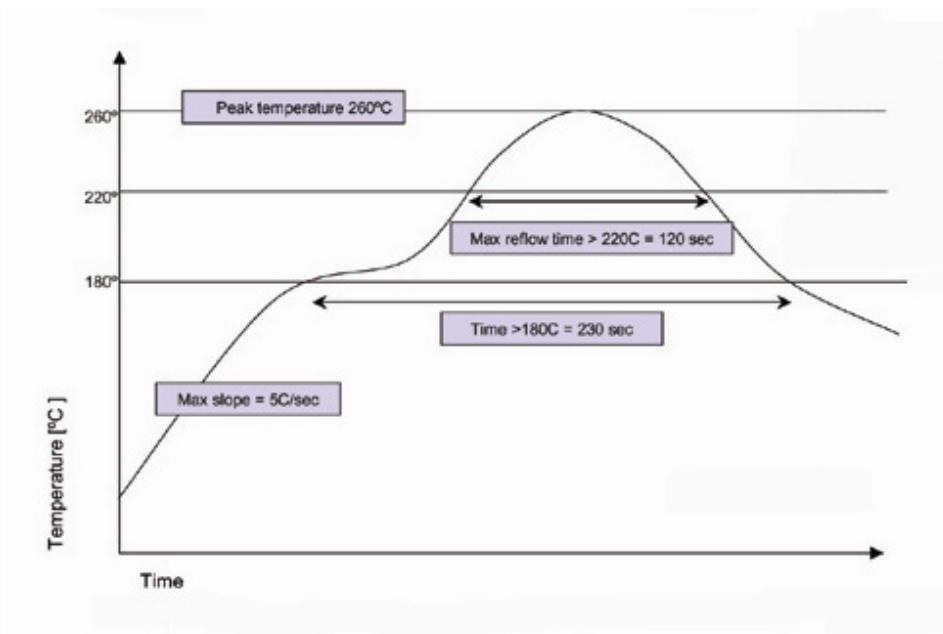 Peak temperature 260ºC
260º
220º
Max reflow time > 220C = 120 sec
180º
Time >180C = 230 sec
Max slope = 5C/sec
Temperature [ºC ]
Time